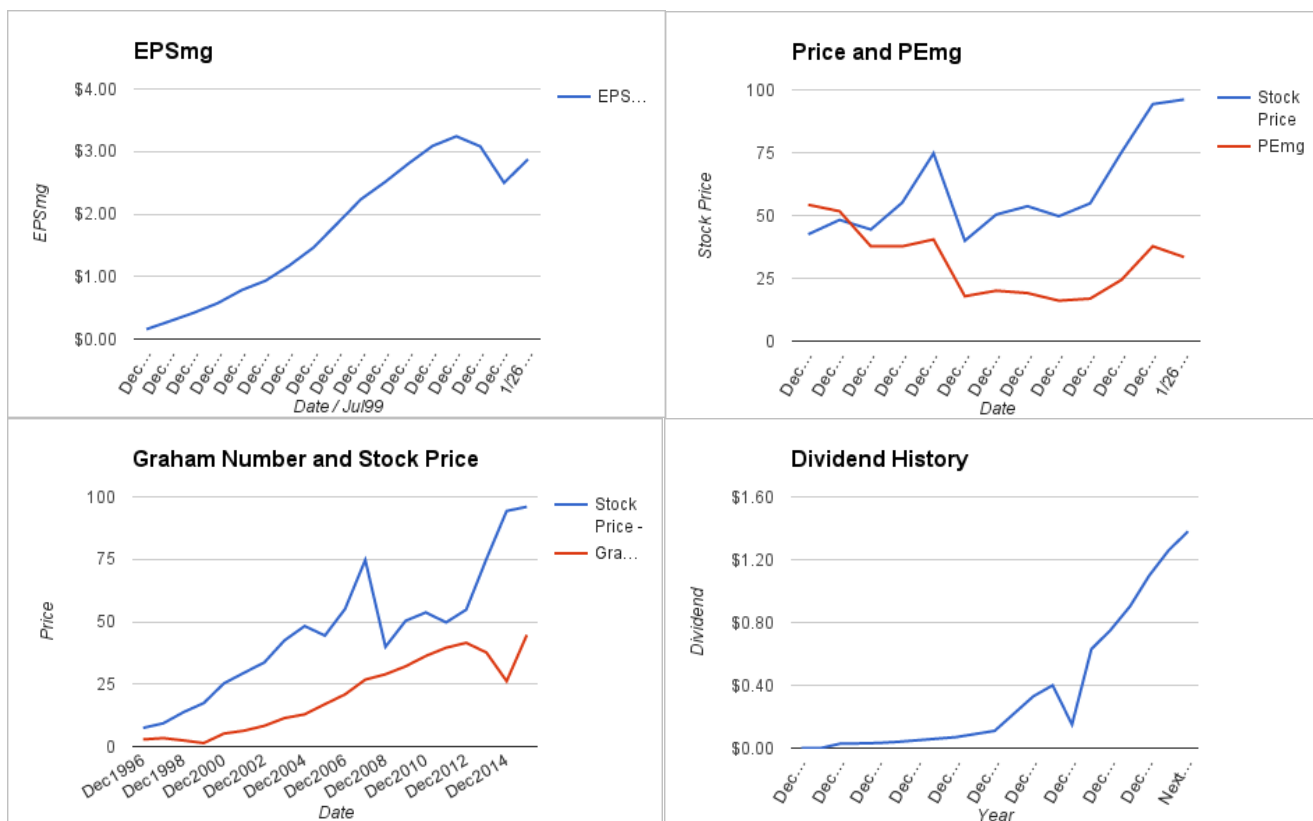 EPSmg
$4.00
$3.00
$2.00
$1.00
$0.00
EPSmg
EPS...
Dec... Dec... Dec... Dec... Dec... Dec... Dec... Dec... Dec... Dec... Dec... Dec... Dec... Dec... Dec... Dec... 1/26...
Date / Jul99
Price and PEmg
100
75
50
25
0
Stock Price
Stock
Price
PEmg
Dec... Dec... Dec... Dec... Dec... Dec... Dec... Dec... Dec... Dec... Dec... Dec... 1/26...
Date
Graham Number and Stock Price
100
75
50
25
0
Price
Stock
Price -
Gra...
Dec1996 Dec1998 Dec2000 Dec2002 Dec2004 Dec2006 Dec2008 Dec2010 Dec2012 Dec2014
Date
Dividend History
$1.60
$1.20
$0.80
$0.40
$0.00
Dividend
Dec... Dec... Dec... Dec... Dec... Dec... Dec... Dec... Dec... Dec... Next...
Year